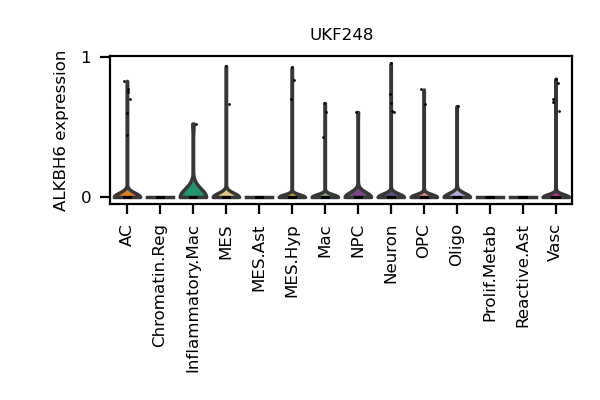 UKF248
ALKBH6 expression
1
0
AC
Chromatin.Reg
Inflammatory.Mac
MES
MES.Ast
MES.Hyp
Mac
NPC
Neuron
OPC
Oligo
Prolif.Metab
Reactive.Ast
Vasc